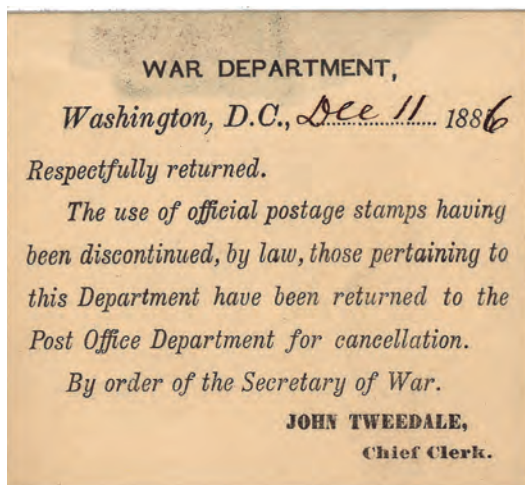 WAR DEPARTMENT,
Washington, D.C., Dec 11 1886
Respectfully returned.
The use of official postage stamps having
been discontinued, by law, those pertaining to
this Department have been returned to the
Post Office Department for cancellation.
By order of the Secretary of War.
JOHN TWEEDALE,
Chief Clerk.